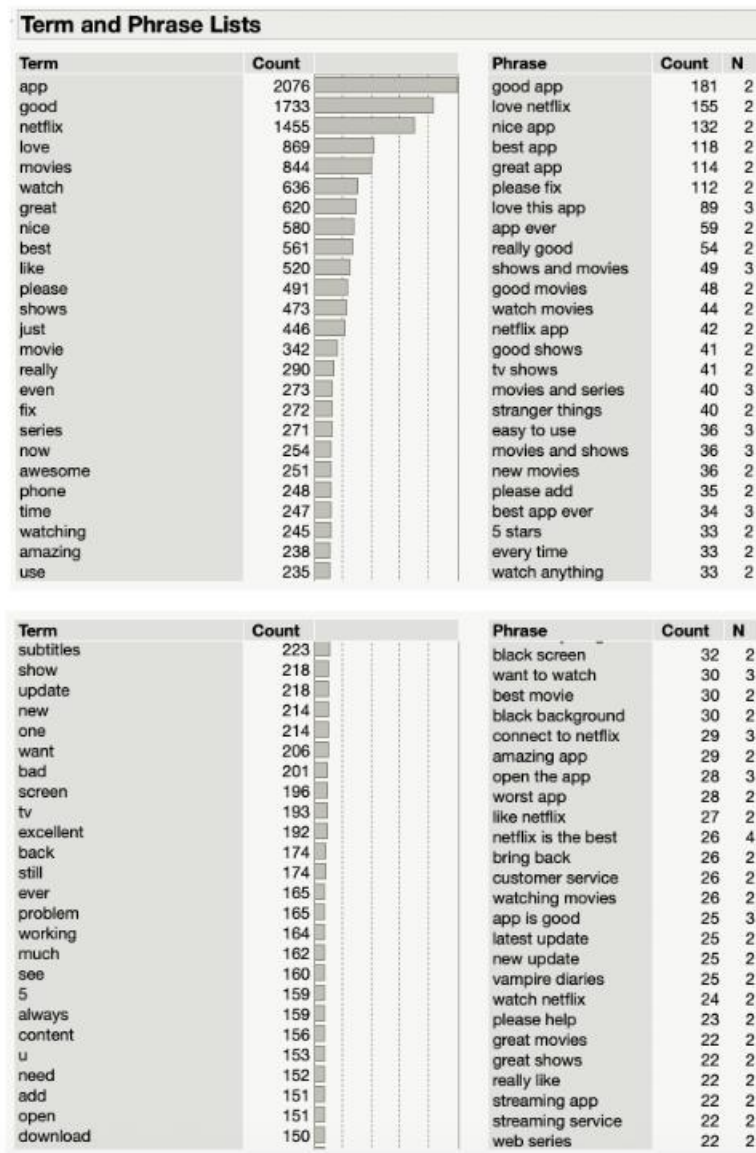 Term and Phrase Lists
Term Count Phrase Count N
app 2076 good app 181 2
good 1733 love netflix 155 2
netflix 1455 nice app 132 2
love 869 best app 118 2
movies 844 great app 114 2
watch 636 please fix 112 2
great 620 love this app 89 3
nice 580 app ever 59 2
best 561 really good 54 2
like 520 shows and movies 49 3
please 491 good movies 48 2
shows 473 watch movies 44 2
just 446 netflix app 42 2
movie 342 good shows 41 2
really 290 tv shows 41 2
even 273 movies and series 40 3
fix 272 stranger things 40 2
series 271 easy to use 36 3
now 254 movies and shows 36 3
awesome 251 new movies 36 2
phone 248 please add 35 2
time 247 best app ever 34 3
watching 245 5 stars 33 2
amazing 238 every time 33 2
use 235 watch anything 33 2
Term Count Phrase Count N
subtitles 223 black screen 32 2
show 218 want to watch 30 3
update 218 best movie 30 2
new 214 black background 30 2
one 214 connect to netflix 29 3
want 206 amazing app 29 2
bad 201 open the app 28 3
screen 196 worst app 28 2
tv 193 like netflix 27 2
excellent 192 netflix is the best 26 4
back 174 bring back 26 2
still 174 customer service 26 2
ever 165 watching movies 26 2
problem 165 app is good 25 3
working 164 latest update 25 2
much 162 new update 25 2
see 160 vampire diaries 25 2
5 159 watch netflix 24 2
always 159 please help 23 2
content 156 great movies 22 2
u 153 great shows 22 2
need 152 really like 22 2
add 151 streaming app 22 2
open 151 streaming service 22 2
download 150 web series 22 2